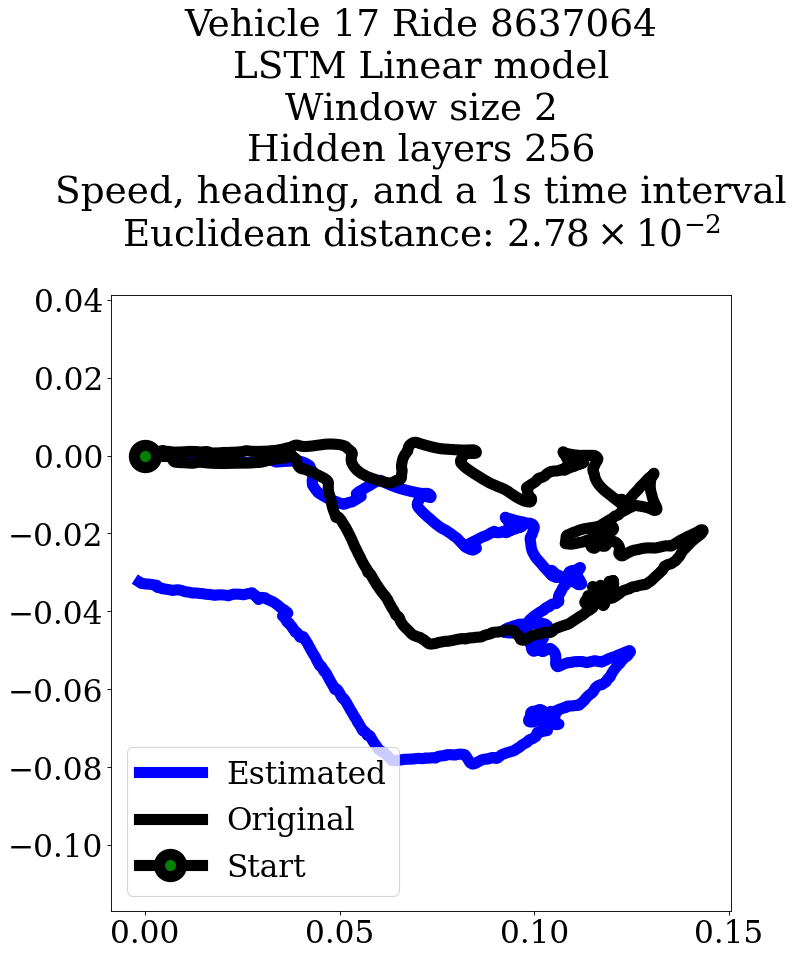 Vehicle 17 Ride 8637064
LSTM Linear model
Window size 2
Hidden layers 256
Speed, heading, and a 1s time interval
Euclidean distance: 2.78 × 10⁻²
0.04
0.02
0.00
−0.02
−0.04
−0.06
−0.08
−0.10
Estimated
Original
Start
0.00 0.05 0.10 0.15